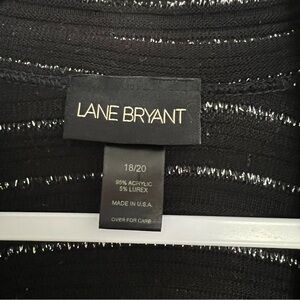 LANE BRYANT
18/20
95% ACRYLIC
5% LUREX
MADE IN U.S.A.
OVER FOR CARE